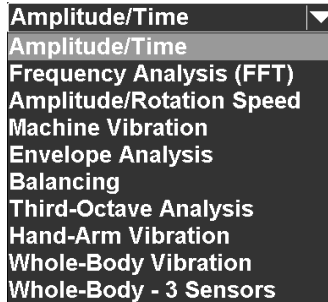 Amplitude/Time
Amplitude/Time
Frequency Analysis (FFT)
Amplitude/Rotation Speed
Machine Vibration
Envelope Analysis
Balancing
Third-Octave Analysis
Hand-Arm Vibration
Whole-Body Vibration
Whole-Body - 3 Sensors